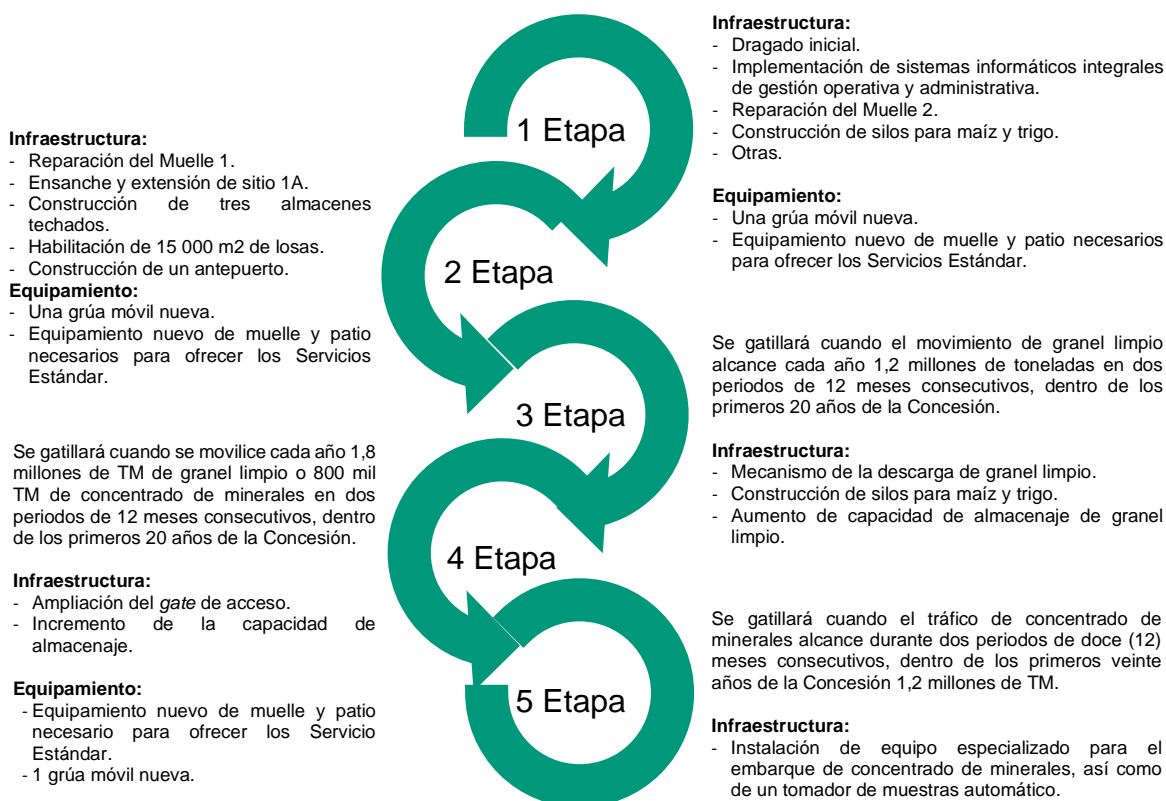 1 Etapa
Infraestructura:
- Dragado inicial.
- Implementación de sistemas informáticos integrales
de gestión operativa y administrativa.
- Reparación del Muelle 2.
- Construcción de silos para maíz y trigo.
- Otras.
Equipamiento:
- Una grúa móvil nueva.
- Equipamiento nuevo de muelle y patio necesarios
para ofrecer los Servicios Estándar.
Infraestructura:
- Reparación del Muelle 1.
- Ensanche y extensión de sitio 1A.
- Construcción de tres almacenes
techados.
- Habilitación de 15 000 m2 de losas.
- Construcción de un antepuerto.
Equipamiento:
- Una grúa móvil nueva.
- Equipamiento nuevo de muelle y patio
necesarios para ofrecer los Servicios
Estándar.
2 Etapa
3 Etapa
Se gatillará cuando el movimiento de granel limpio
alcance cada año 1,2 millones de toneladas en dos
periodos de 12 meses consecutivos, dentro de los
primeros 20 años de la Concesión.
Infraestructura:
- Mecanismo de la descarga de granel limpio.
- Construcción de silos para maíz y trigo.
- Aumento de capacidad de almacenaje de granel
limpio.
Se gatillará cuando se movilice cada año 1,8
millones de TM de granel limpio o 800 mil
TM de concentrado de minerales en dos
periodos de 12 meses consecutivos, dentro
de los primeros 20 años de la Concesión.
Infraestructura:
- Ampliación del gate de acceso.
- Incremento de la capacidad de
almacenaje.
Equipamiento:
- Equipamiento nuevo de muelle y patio
necesario para ofrecer los Servicio
Estándar.
- 1 grúa móvil nueva.
4 Etapa
5 Etapa
Se gatillará cuando el tráfico de concentrado de
minerales alcance durante dos periodos de doce (12)
meses consecutivos, dentro de los primeros veinte
años de la Concesión 1,2 millones de TM.
Infraestructura:
- Instalación de equipo especializado para el
embarque de concentrado de minerales, así como
de un tomador de muestras automático.